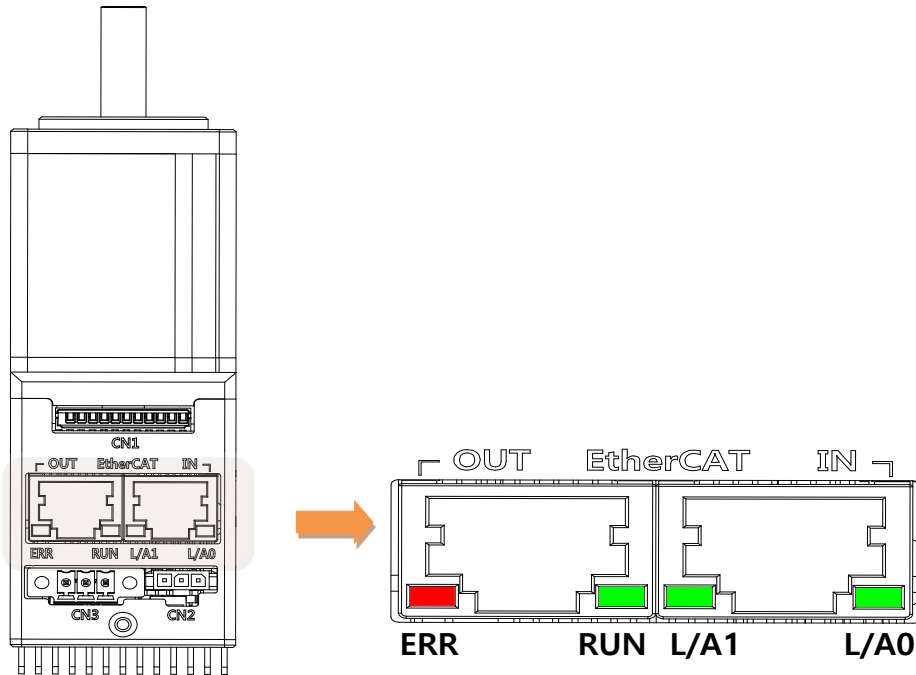 CN1
OUT EtherCAT IN
ERR RUN L/A1 L/A0
CN3 CN2
OUT EtherCAT IN
ERR RUN L/A1 L/A0